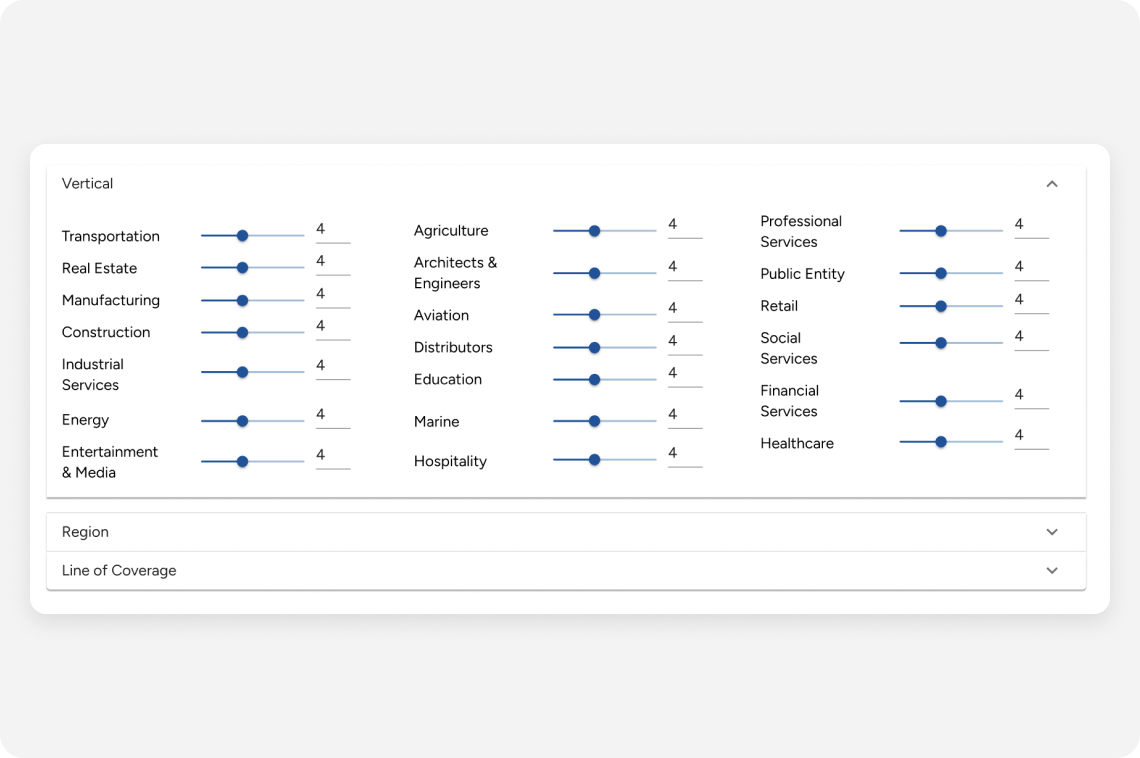 Vertical
Transportation 4
Real Estate 4
Manufacturing 4
Construction 4
Industrial
Services 4
Energy 4
Entertainment
& Media 4
Agriculture 4
Architects &
Engineers 4
Aviation 4
Distributors 4
Education 4
Marine 4
Hospitality 4
Professional
Services 4
Public Entity 4
Retail 4
Social
Services 4
Financial
Services 4
Healthcare 4
Region
Line of Coverage